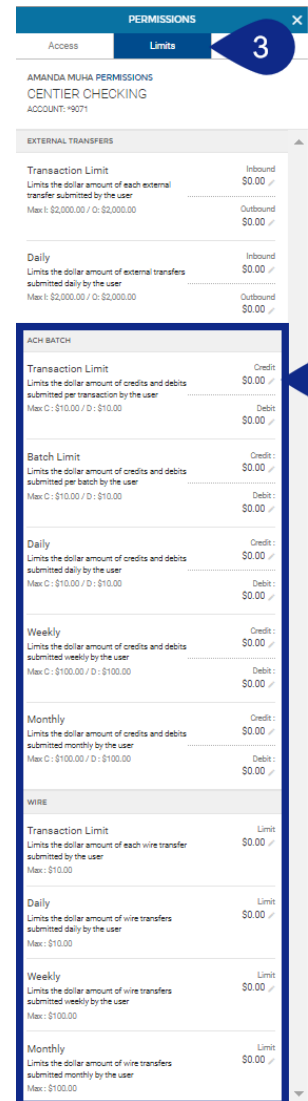 PERMISSIONS
Access
Limits
3
AMANDA MUHA PERMISSIONS
CENTIER CHECKING
ACCOUNT: *9071
EXTERNAL TRANSFERS
Transaction Limit
Limits the dollar amount of each external
transfer submitted by the user
Max I: $2,000.00 / O: $2,000.00
Inbound
$0.00
Outbound
$0.00
Daily
Limits the dollar amount of external transfers
submitted daily by the user
Max I: $2,000.00 / O: $2,000.00
Inbound
$0.00
Outbound
$0.00
ACH BATCH
Transaction Limit
Limits the dollar amount of credits and debits
submitted per transaction by the user
Max C : $10.00 / D : $10.00
Credit
$0.00
Debit
$0.00
Batch Limit
Limits the dollar amount of credits and debits
submitted per batch by the user
Max C : $10.00 / D : $10.00
Credit :
$0.00
Debit :
$0.00
Daily
Limits the dollar amount of credits and debits
submitted daily by the user
Max C : $10.00 / D : $10.00
Credit :
$0.00
Debit :
$0.00
Weekly
Limits the dollar amount of credits and debits
submitted weekly by the user
Max C : $100.00 / D : $100.00
Credit :
$0.00
Debit :
$0.00
Monthly
Limits the dollar amount of credits and debits
submitted monthly by the user
Max C : $100.00 / D : $100.00
Credit :
$0.00
Debit :
$0.00
WIRE
Transaction Limit
Limits the dollar amount of each wire transfer
submitted by the user
Max : $10.00
Limit
$0.00
Daily
Limits the dollar amount of wire transfers
submitted daily by the user
Max : $10.00
Limit
$0.00
Weekly
Limits the dollar amount of wire transfers
submitted weekly by the user
Max : $100.00
Limit
$0.00
Monthly
Limits the dollar amount of wire transfers
submitted monthly by the user
Max : $100.00
Limit
$0.00